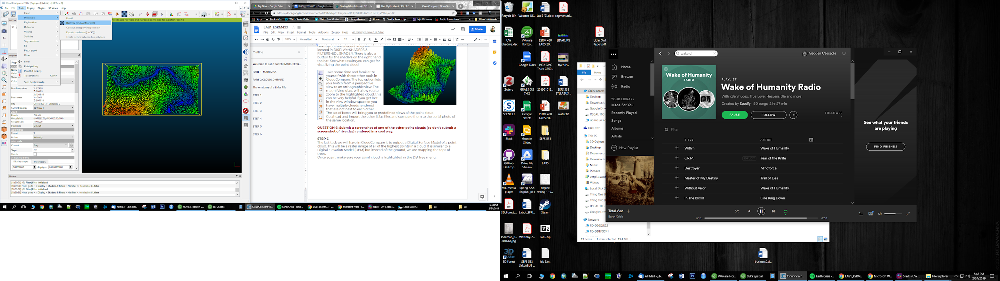 CloudCompare v2.10.2 (Zephyrus) [64-bit] - [3D View 1]
File Edit Tools Display Plugins 3D Views Help
Clean
Projection
Registration
Distances
Volume
Statistics
Segmentation
Fit
Batch export
Other
Level
Point picking
Point list picking
Trace Polyline Ctrl+P
Sand box (research)
Unroll
Rasterize (and contour plot)
Contour plot (polylines) to mesh
Export coordinate(s) to SF(s)
Create surface between two polylines
(disable normals and increase points size for a better result)
SOR
DB Tree
1:1
Box dimensions
X: 328.99
Y: 279.99
Z: 206.85
Box center
X: 1305.49
Y: -2963
Z: 804.815
Info Object ID: 13 - Children: 0
Current Display 3D View 1
Cloud
Points 729,659
Global shift (-648322.00;-4434060.00;0.00)
Global scale 1.000000
Point size Default
Scalar Fields
Count 9
Active Intensity
Color Scale
Current Grey
Steps 256
Visible
SF display params
Display ranges Parameters
0.00000000 displayed 248.00000000
Console
[18:39:28] [GL Filter] Filter initialized
[18:39:28] Note: go to << Display > Shaders & Filters > No filter >> to disable GL filter
[18:39:30] [GL Filter] Filter initialized
[18:39:30] Note: go to << Display > Shaders & Filters > No filter >> to disable GL filter
My Drive - Google Drive
LAB1_ESRM433 - Google
Storing lidar data—ArcGIS
Five Myths about LAS, LAZ
CloudCompare - Open So
Apps Bookmarks Watch Series Online... Watch Free Movies ... Library Genesis Home Seattle Branch Upc... MyUW: Home Audio Books share... Other bookmarks
LAB1_ESRM433
File Edit View Insert Format Tools Add-ons Zotero Help All changes saved in Drive
Share
100% Normal text Montserrat 12
Outline
Welcome to Lab 1 for ESRM433/SEFS...
PART 1, MADRONA
PART 2 CLOUDCOMPARE
The Anatomy of a Lidar File
STEP 1
STEP 2
STEP 3
STEP 4
STEP 5
STEP 6
Next try out the shaders. They are
located in DISPLAY>SHADERS &
FILTERS>EDL SHADER. There is also a
button for the shaders on the right hand
toolbar. See what results you can get for
visualizing the point cloud.
Take some time and familiarize
yourself with these other tools in
CloudCompare. The top option lets
you switch from a perspective
view to an orthographic view. The
magnifying glass will allow you to
zoom to the highlighted cloud, this
can be very helpful if you get lost
in the view window space or you
have multiple clouds rendered
that are not next to each other.
The set of boxes will bring you to predefined views of the point cloud.
Go ahead and import the other 3 .las files and compare them to the aerial photo of
the same location.
QUESTION 6: Submit a screenshot of one of the other point clouds (so don't submit a
screenshot of river.las) rendered in a cool way.
STEP 6
The last task we will have in CloudCompare is to output a Digital Surface Model of a point
cloud. This will be a raster image of all of the highest points in a cloud. It is similar to a
Digital Elevation Model (DEM) but instead of the ground, we are mapping the tops of
trees.
Once again, make sure your point cloud is highlighted in the DB Tree menu.
All Mail - j.batchel...
VMware Horizon C...
SEFS Spatial
CloudCompare v2....
Earth Crisis - Total ...
LAB1_ESRM433 - G...
Microsoft Word - L...
Slack - UW Geospa...
Local Disk (C:)
las
las
6:48 PM
2/24/2019
Recycle Bin
Western_US...
Lab5 (2).docx
segmentati...
UW
schedule.xlsx
VMware
Horizo...
ESRM 430
LAB5 20...
LIDAR.JPG
Lidar Owl
Paper.pdf
Google Docs
1992 GMC
Truck G350...
flyer.JPG
Zotero
GRASS GIS
7.4.2
201901015...
SEFS 533
SYLLABUS ...
SCENE LT
Google
Sheets
ESRM 430
LAB5 20...
raster.tif
Slack
Google
Slides
SEFS 533
GitHub
Desktop
Drive File
Stream
LAB5
VLC media
player
Spring 5.5.5
English _x64
Engine
wiring - 19...
3D_Forest_...
Lab_4_SPRI...
Steam
Jonathan_B...
2016TA.jpg
Westoby-2...
Lab5.zip
3D Forest
SEFS 533
SYLLABUS ...
lab 5.txt
businessC.d...
File Home
Quick access
Desktop
Downloads
Google Dri
RSGAL 10G
udrive.uw.e
OneDrive
This PC
3D Objects
Desktop
Documents
Downloads
Music
Pictures
vergil.u.was
Videos
Local Disk (
Thing One (
Thing Two (
RSGAL 10G
Google Driv
Network
FD-D26QJR22
FD-DDLFGCK1
13 items 1 item selected 19.4 MB
wake of
Gedden Cascadia
Home
Browse
Radio
YOUR LIBRARY
Made For You
Recently Played
Songs
Albums
Artists
New Playlist
Wake of Humanity
RADIO
PLAYLIST
Wake of Humanity Radio
With xServitudex, True Love, Heavens Die and more
Created by Spotify • 50 songs, 2 hr 27 min
PAUSE
FOLLOW
FOLLOWER
1
Filter
TITLE ARTIST
Within Wake of Humanity
J.R.M. EXPLICIT Year of the Knife
Destroyer Mindforce
Master of My Destiny Trail of Lies
Without Valor Wake of Humanity
In The Blood One King Down
See what your friends
are playing
FIND FRIENDS
Total War
Earth Crisis
3:16 3:38
All Mail - j.b...
VMware Hor...
SEFS Spatial
CloudComp...
Earth Crisis -...
LAB1_ESRM...
Microsoft W...
Slack - UW ...
File Explorer
6:48 PM
2/24/2019